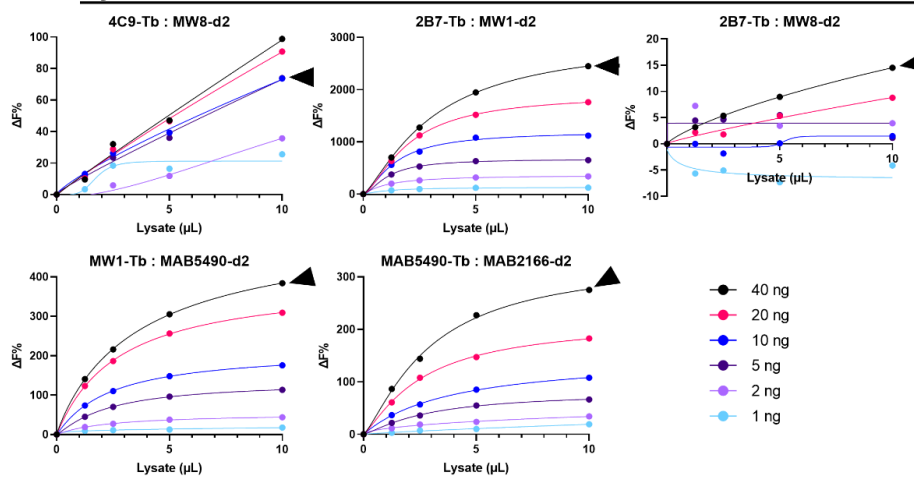 4C9-Tb : MW8-d2
100
80
60
40
20
0
ΔF%
0
5
10
Lysate (µL)
2B7-Tb : MW1-d2
3000
2000
1000
0
ΔF%
0
5
10
Lysate (µL)
2B7-Tb : MW8-d2
20
15
10
5
0
-5
-10
ΔF%
5
10
Lysate (µL)
MW1-Tb : MAB5490-d2
400
300
200
100
0
ΔF%
0
5
10
Lysate (µL)
MAB5490-Tb : MAB2166-d2
300
200
100
0
ΔF%
0
5
10
Lysate (µL)
40 ng
20 ng
10 ng
5 ng
2 ng
1 ng